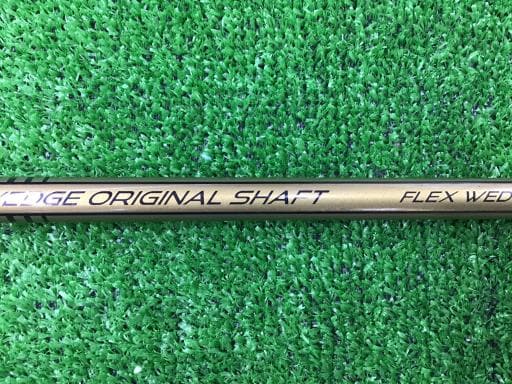 EDGE ORIGINAL SHAFT FLEX WED